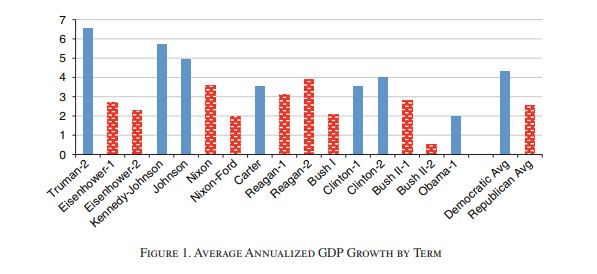 7
6
5
4
3
2
1
0
Truman-2
Eisenhower-1
Eisenhower-2
Kennedy-Johnson
Johnson
Nixon
Nixon-Ford
Carter
Reagan-1
Reagan-2
Bush I
Clinton-1
Clinton-2
Bush II-1
Bush II-2
Obama-1
Democratic Avg
Republican Avg
Figure 1. Average Annualized GDP Growth by Term